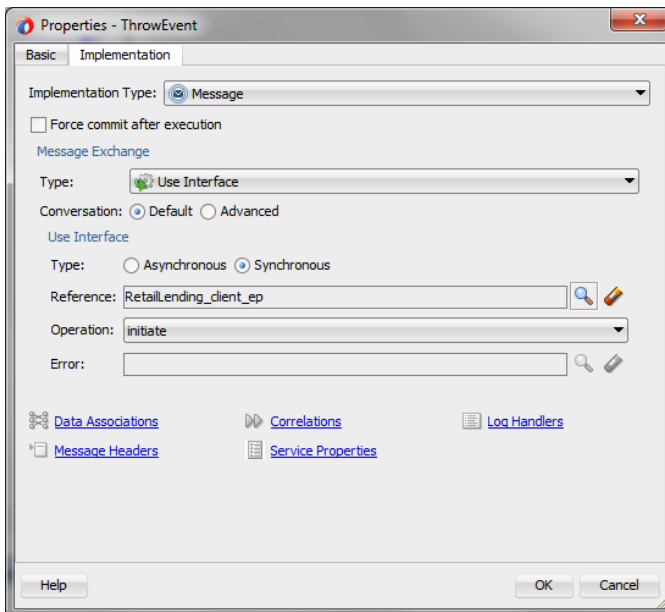 Properties - ThrowEvent
Basic Implementation
Implementation Type: Message
Force commit after execution
Message Exchange
Type: Use Interface
Conversation: Default Advanced
Use Interface
Type: Asynchronous Synchronous
Reference: RetailLending_client_ep
Operation: initiate
Error:
Data Associations Correlations Log Handlers
Message Headers Service Properties
Help OK Cancel